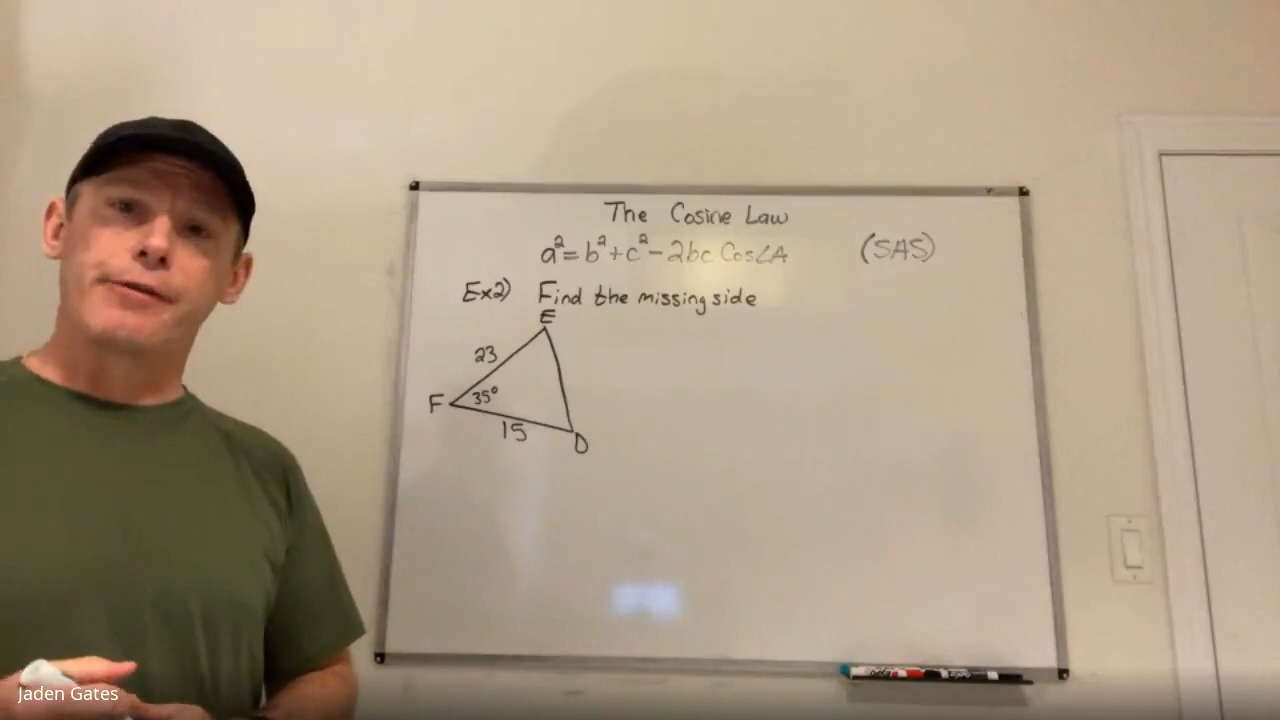 The Cosine Law
a²=b²+c²-2bc Cos∠A (SAS)
Ex2) Find the missing side
E
23
F 35°
15
D
Jaden Gates
EXPO